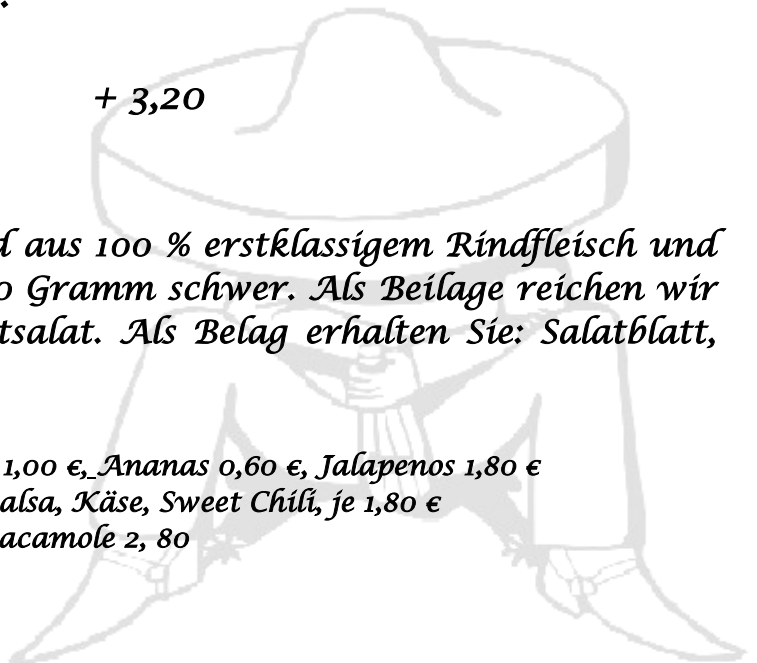 + 3,20
aus 100 % erstklassigem Rindfleisch und
Gramm schwer. Als Beilage reichen wir
tsalat. Als Belag erhalten Sie: Salatblatt,
1,00 €, Ananas 0,60 €, Jalapenos 1,80 €
alsa, Käse, Sweet Chili, je 1,80 €
acamole 2, 80